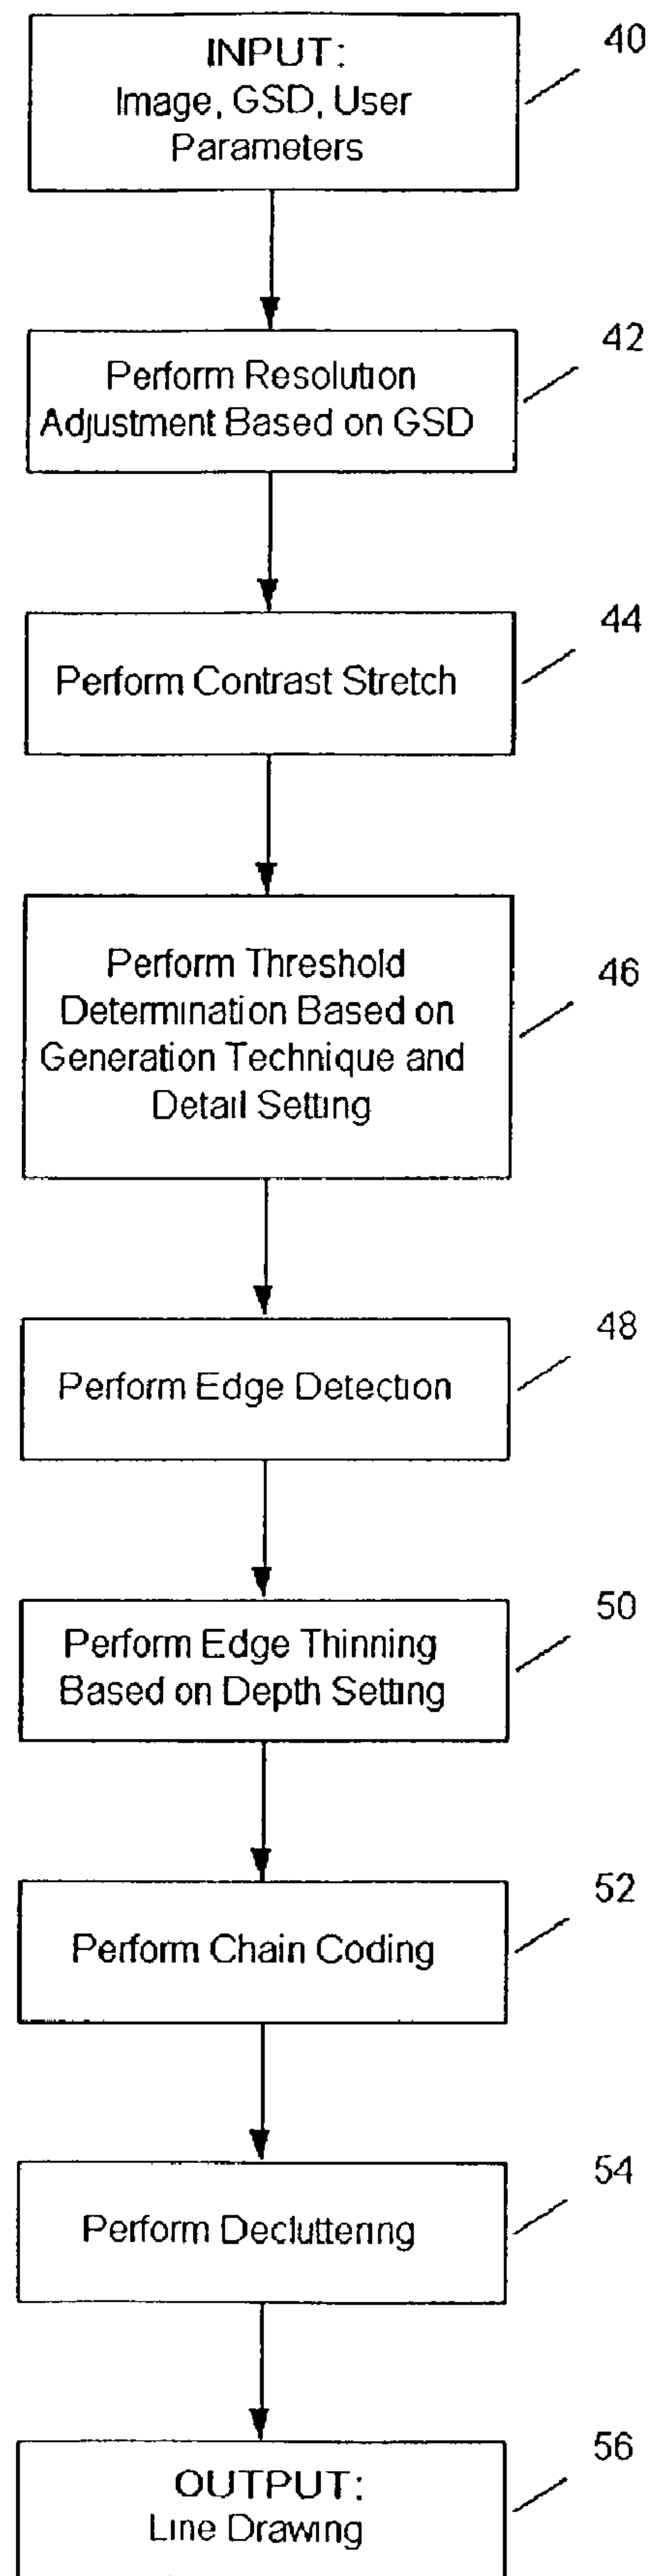 INPUT:
Image, GSD, User
Parameters
40
Perform Resolution
Adjustment Based on GSD
42
Perform Contrast Stretch
44
Perform Threshold
Determination Based on
Generation Technique and
Detail Setting
46
Perform Edge Detection
48
Perform Edge Thinning
Based on Depth Setting
50
Perform Chain Coding
52
Perform Decluttering
54
OUTPUT:
Line Drawing
56